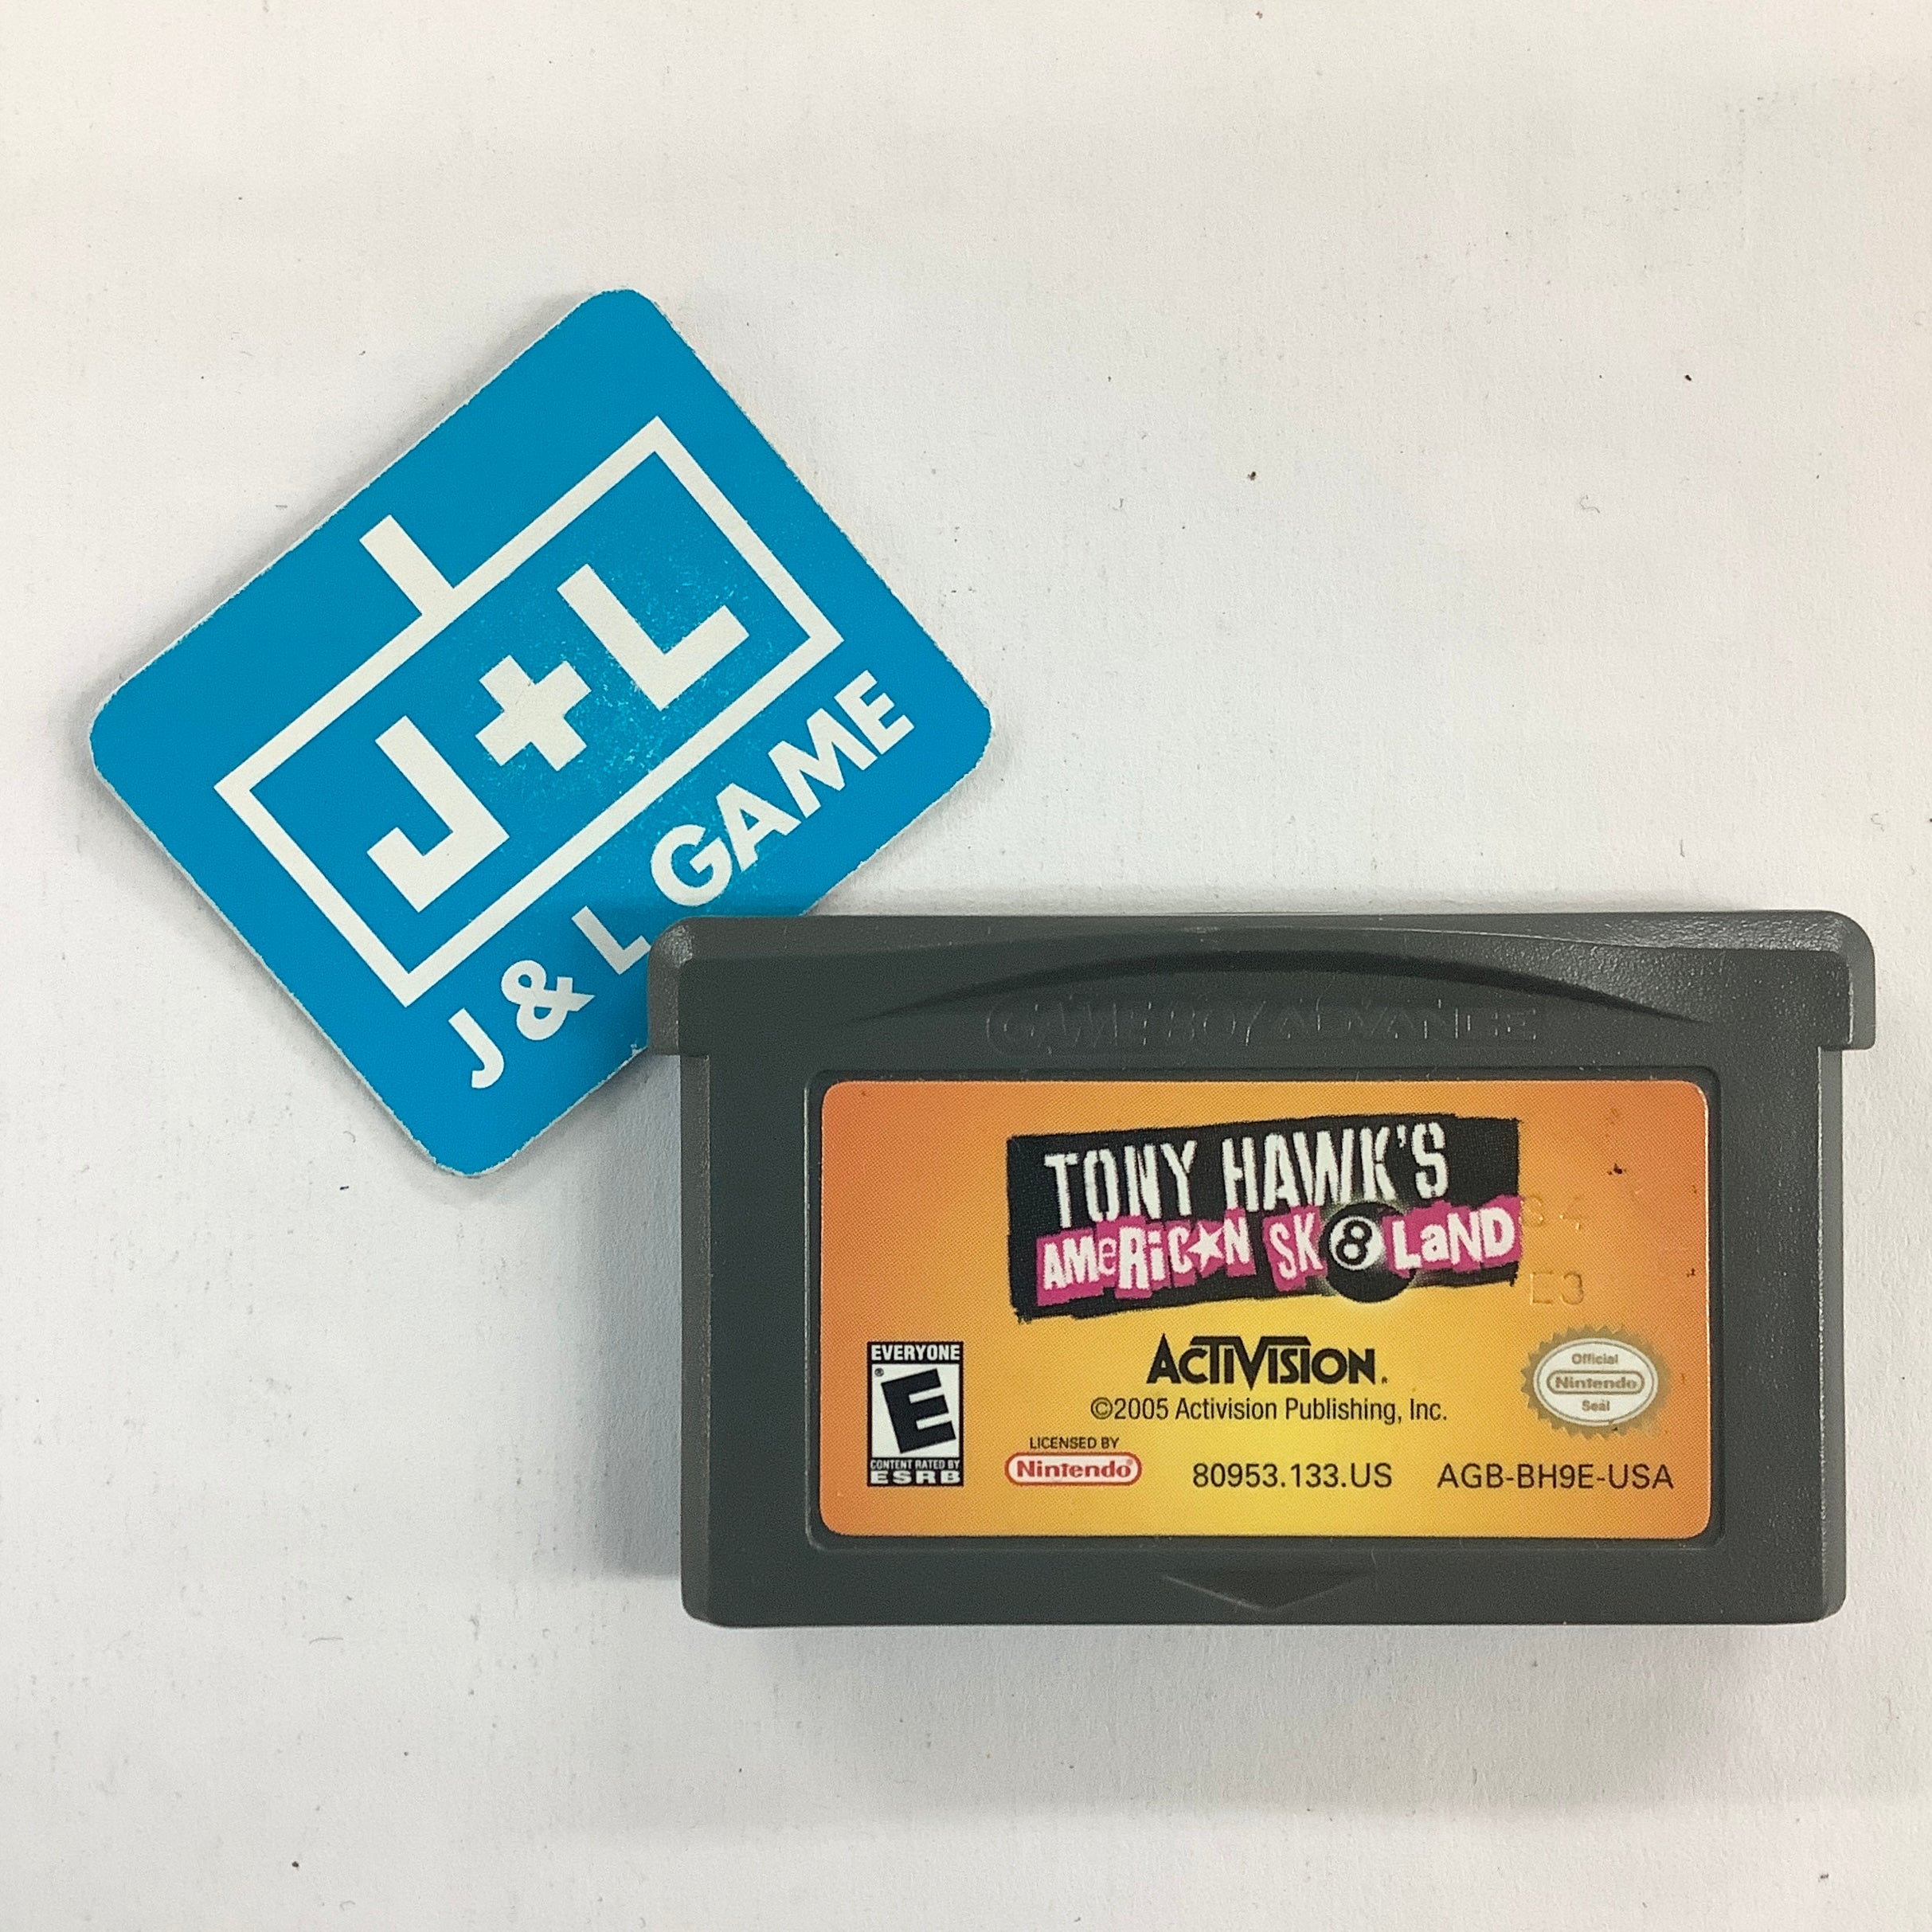 J+L
J & L GAME
GAME BOY ADVANCE
TONY HAWK'S
AMeRiC★N SK8LaND
ACTIVISION.
©2005 Activision Publishing, Inc.
EVERYONE
E
CONTENT RATED BY
ESRB
LICENSED BY
Nintendo®
80953.133.US
AGB-BH9E-USA
Official
Nintendo
Seal